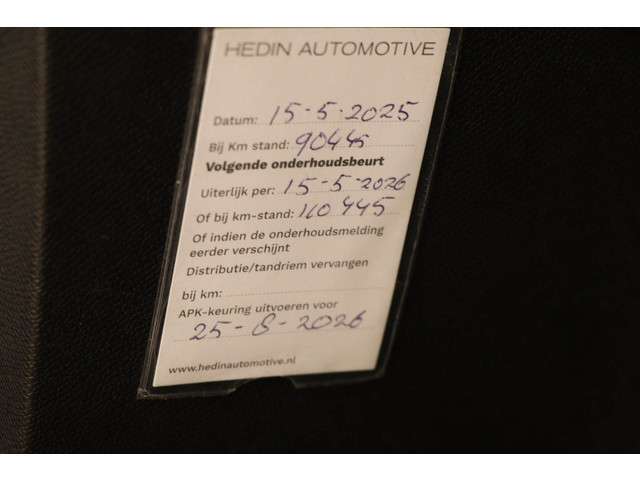 HEDIN AUTOMOTIVE
Datum: 15-5-2025
Bij Km stand: 90445
Volgende onderhoudsbeurt
Uiterlijk per: 15-5-2026
Of bij km-stand: 110445
Of indien de onderhoudsmelding
eerder verschijnt
Distributie/tandriem vervangen
bij km:
APK-keuring uitvoeren voor
25-8-2026
www.hedinautomotive.nl